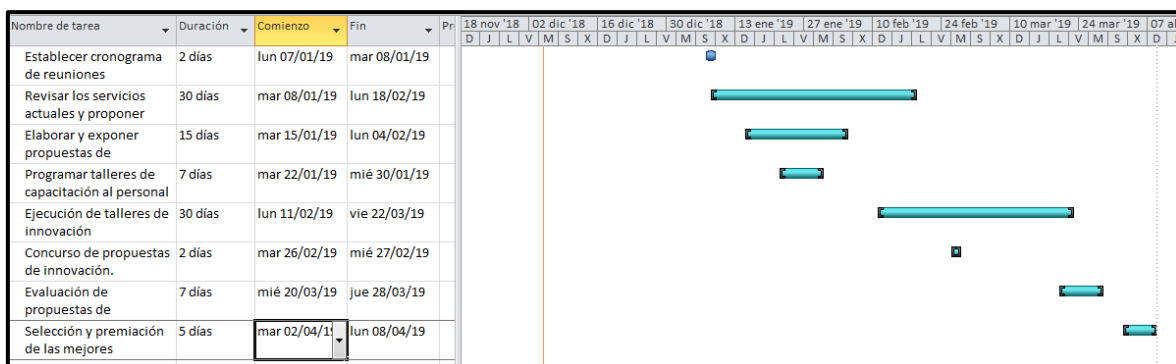 Nombre de tarea Duración Comienzo Fin 18 nov '18 02 dic '18 16 dic '18 30 dic '18 13 ene '19 27 ene '19 10 feb '19 24 feb '19 10 mar '19 24 mar '19 07
D J L V M S X D J L V M S X D J L V M S X D J L V M S X D J L V M S X D
Establecer cronograma 2 días lun 07/01/19 mar 08/01/19
de reuniones
Revisar los servicios 30 días mar 08/01/19 lun 18/02/19
actuales y proponer
Elaborar y exponer 15 días mar 15/01/19 lun 04/02/19
propuestas de
Programar talleres de 7 días mar 22/01/19 mié 30/01/19
capacitación al personal
Ejecución de talleres de 30 días lun 11/02/19 vie 22/03/19
innovación
Concurso de propuestas 2 días mar 26/02/19 mié 27/02/19
de innovación.
Evaluación de 7 días mié 20/03/19 jue 28/03/19
propuestas de
Selección y premiación 5 días mar 02/04/19 lun 08/04/19
de las mejores